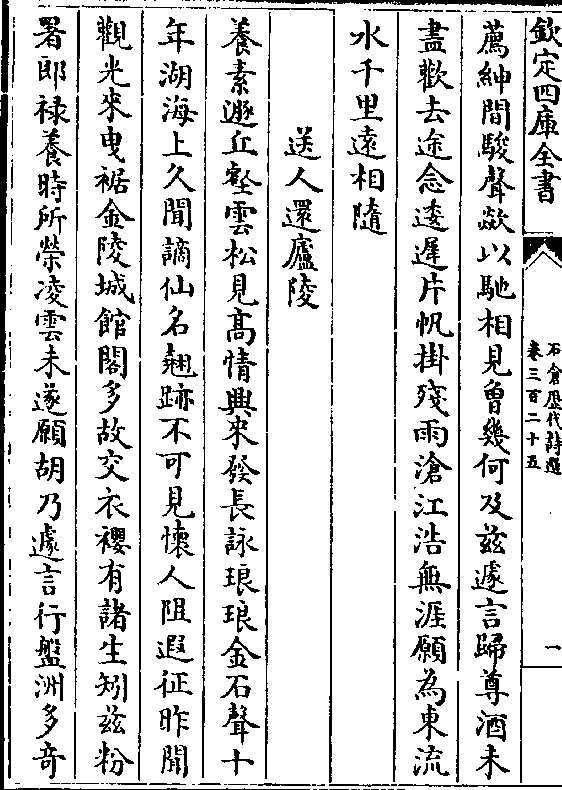 欽定四庫全書
石倉歷代詩選
卷三百二十五
一
薦紳間駿聲歘以馳相見曾幾何及兹遽言歸尊酒未
盡歡去途念逶遲片帆掛殘雨滄江浩無涯願為東流
水千里遠相隨
送人還廬陵
養素遯丘壑雲松見高情興來發長詠琅琅金石聲十
年湖海上久聞謫仙名翹跡不可見懷人阻遐征昨聞
觀光來曳裾金陵城館閣多故交衣禯有諸生矧兹粉
署郎禄養時所榮凌雲未遂願胡乃遽言行盤洲多奇